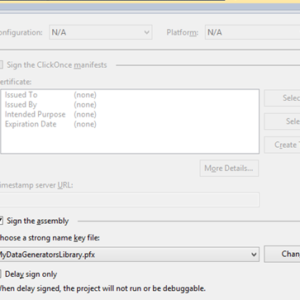 onfiguration: N/A Platform: N/A
Sign the ClickOnce manifests
ertificate:
Issued To (none) Selec
Issued By (none)
Intended Purpose (none) Selec
Expiration Date (none)
Create T
More Details...
imestamp server URL:
Sign the assembly
hoose a strong name key file:
MyDataGeneratorsLibrary.pfx Chan
Delay sign only
When delay signed, the project will not run or be debuggable.